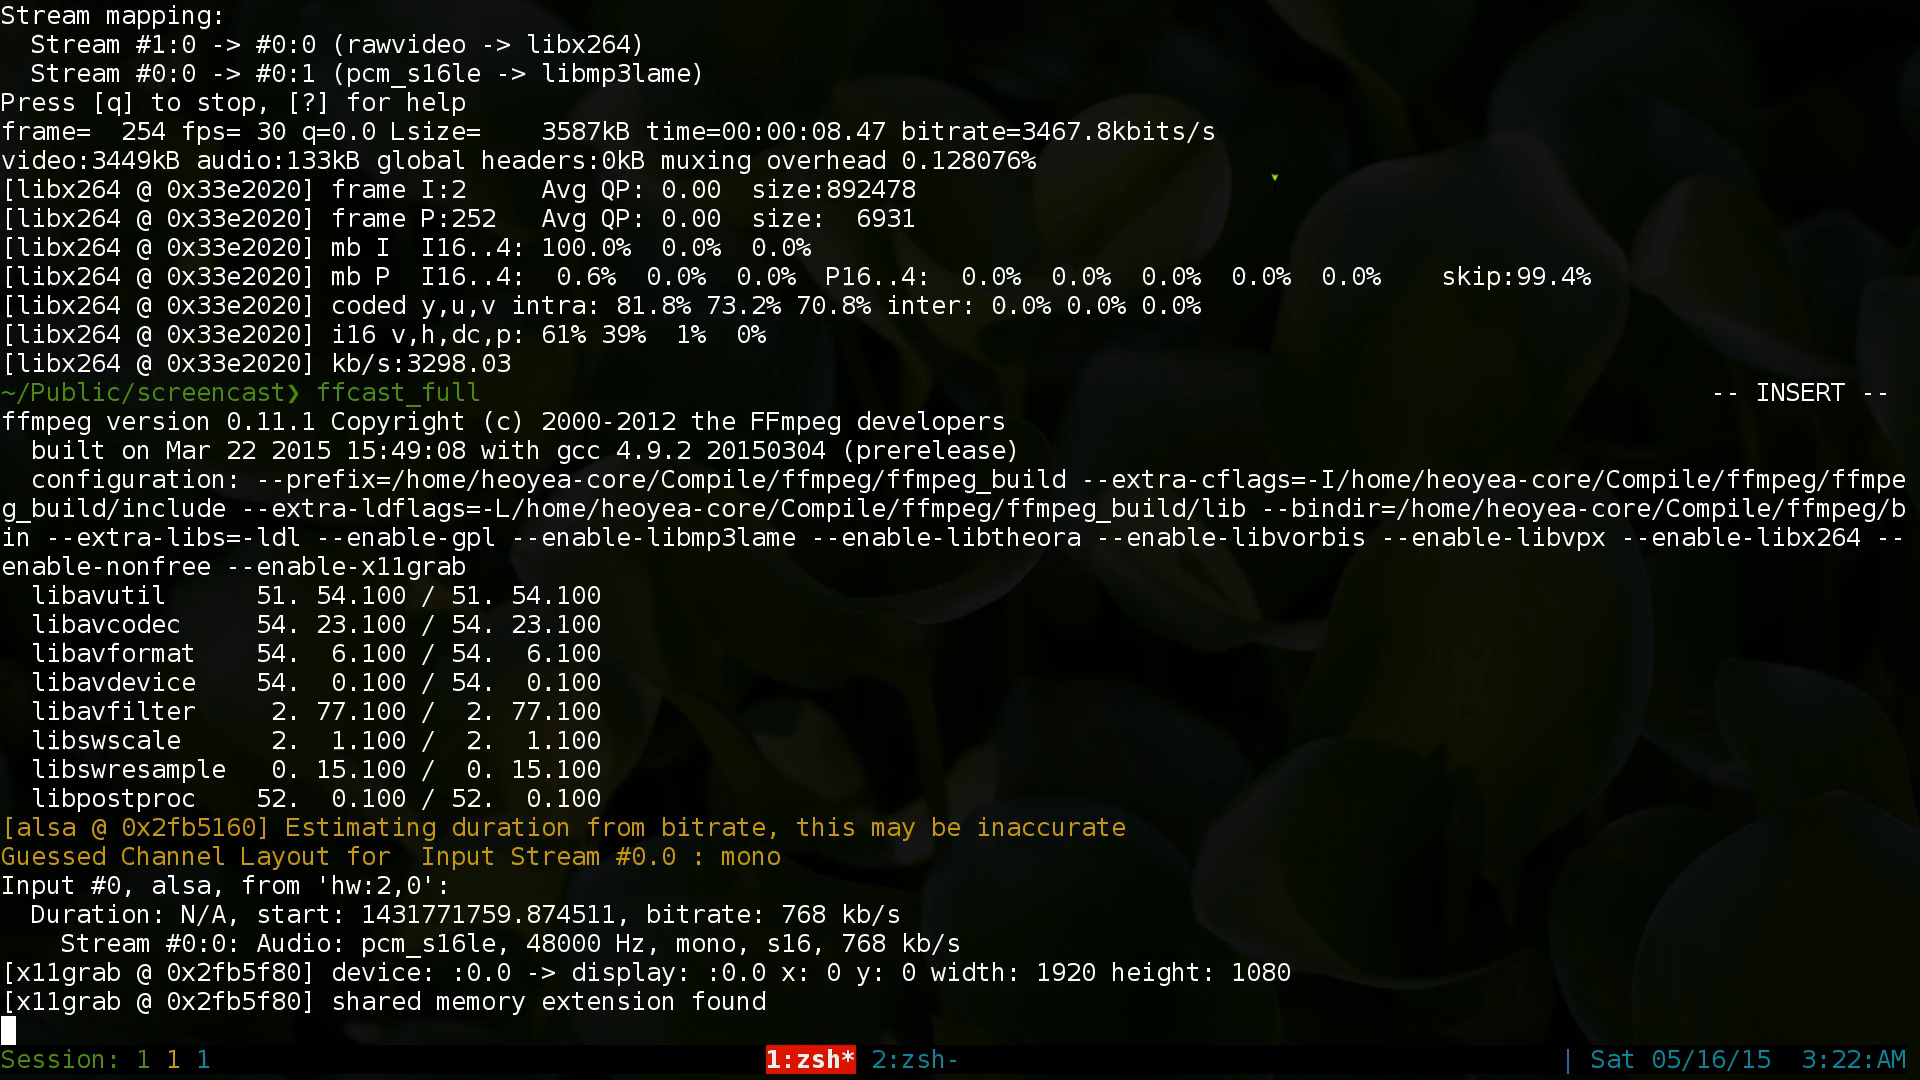 Stream mapping:
  Stream #1:0 -> #0:0 (rawvideo -> libx264)
  Stream #0:0 -> #0:1 (pcm_s16le -> libmp3lame)
Press [q] to stop, [?] for help
frame=  254 fps= 30 q=0.0 Lsize=    3587kB time=00:00:08.47 bitrate=3467.8kbits/s
video:3449kB audio:133kB global headers:0kB muxing overhead 0.128076%
[libx264 @ 0x33e2020] frame I:2     Avg QP: 0.00  size:892478
[libx264 @ 0x33e2020] frame P:252   Avg QP: 0.00  size:  6931
[libx264 @ 0x33e2020] mb I  I16..4: 100.0%  0.0%  0.0%
[libx264 @ 0x33e2020] mb P  I16..4:  0.6%  0.0%  0.0%  P16..4:  0.0%  0.0%  0.0%  0.0%  0.0%    skip:99.4%
[libx264 @ 0x33e2020] coded y,u,v intra: 81.8% 73.2% 70.8% inter: 0.0% 0.0% 0.0%
[libx264 @ 0x33e2020] i16 v,h,dc,p: 61% 39%  1%  0%
[libx264 @ 0x33e2020] kb/s:3298.03
~/Public/screencast❯ ffcast_full -- INSERT --
ffmpeg version 0.11.1 Copyright (c) 2000-2012 the FFmpeg developers
  built on Mar 22 2015 15:49:08 with gcc 4.9.2 20150304 (prerelease)
  configuration: --prefix=/home/heoyea-core/Compile/ffmpeg/ffmpeg_build --extra-cflags=-I/home/heoyea-core/Compile/ffmpeg/ffmpe
g_build/include --extra-ldflags=-L/home/heoyea-core/Compile/ffmpeg/ffmpeg_build/lib --bindir=/home/heoyea-core/Compile/ffmpeg/b
in --extra-libs=-ldl --enable-gpl --enable-libmp3lame --enable-libtheora --enable-libvorbis --enable-libvpx --enable-libx264 --
enable-nonfree --enable-x11grab
  libavutil      51. 54.100 / 51. 54.100
  libavcodec     54. 23.100 / 54. 23.100
  libavformat    54.  6.100 / 54.  6.100
  libavdevice    54.  0.100 / 54.  0.100
  libavfilter     2. 77.100 /  2. 77.100
  libswscale      2.  1.100 /  2.  1.100
  libswresample   0. 15.100 /  0. 15.100
  libpostproc    52.  0.100 / 52.  0.100
[alsa @ 0x2fb5160] Estimating duration from bitrate, this may be inaccurate
Guessed Channel Layout for  Input Stream #0.0 : mono
Input #0, alsa, from 'hw:2,0':
  Duration: N/A, start: 1431771759.874511, bitrate: 768 kb/s
    Stream #0:0: Audio: pcm_s16le, 48000 Hz, mono, s16, 768 kb/s
[x11grab @ 0x2fb5f80] device: :0.0 -> display: :0.0 x: 0 y: 0 width: 1920 height: 1080
[x11grab @ 0x2fb5f80] shared memory extension found
Session: 1 1 1 1:zsh* 2:zsh- | Sat 05/16/15  3:22:AM